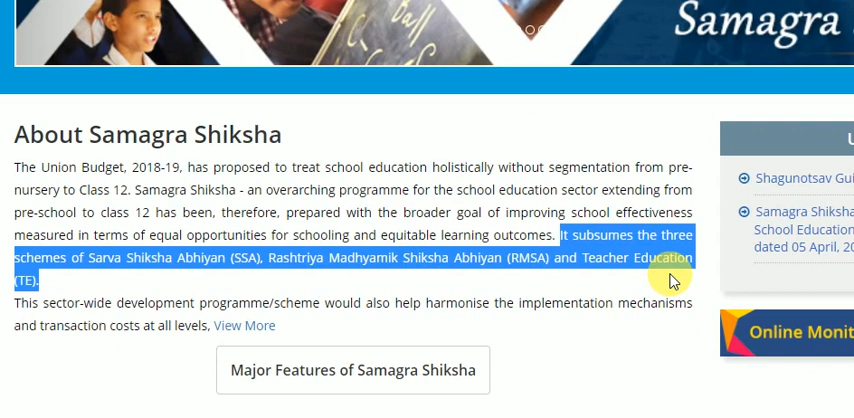 Samagra
About Samagra Shiksha
The Union Budget, 2018-19, has proposed to treat school education holistically without segmentation from pre-
nursery to Class 12. Samagra Shiksha - an overarching programme for the school education sector extending from
pre-school to class 12 has been, therefore, prepared with the broader goal of improving school effectiveness
measured in terms of equal opportunities for schooling and equitable learning outcomes. It subsumes the three
schemes of Sarva Shiksha Abhiyan (SSA), Rashtriya Madhyamik Shiksha Abhiyan (RMSA) and Teacher Education
(TE).
This sector-wide development programme/scheme would also help harmonise the implementation mechanisms
and transaction costs at all levels, View More
Major Features of Samagra Shiksha
U
Shagunotsav Gui
Samagra Shiksha
School Education
dated 05 April, 20
Online Monit